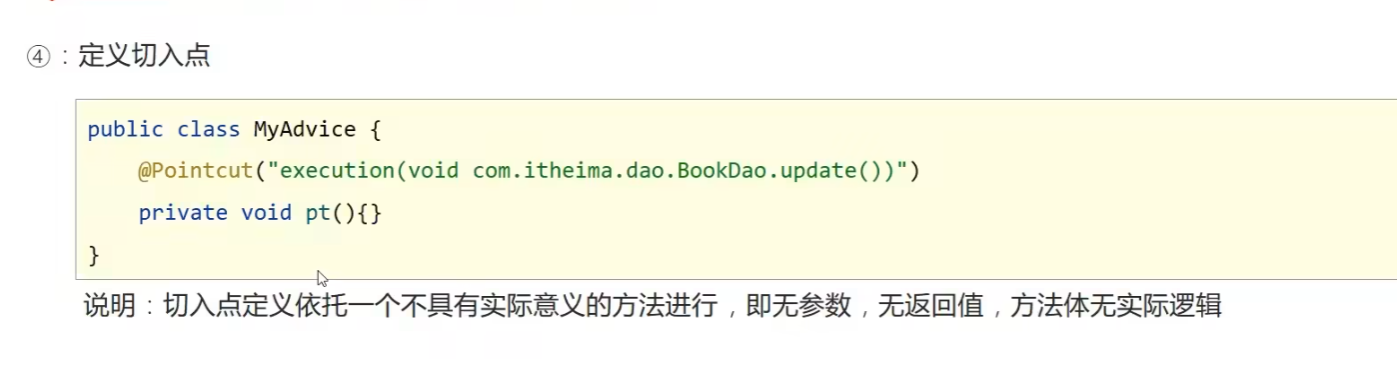 ④：定义切入点
public class MyAdvice {
    @Pointcut("execution(void com.itheima.dao.BookDao.update())")
    private void pt(){}
}
说明：切入点定义依托一个不具有实际意义的方法进行，即无参数，无返回值，方法体无实际逻辑